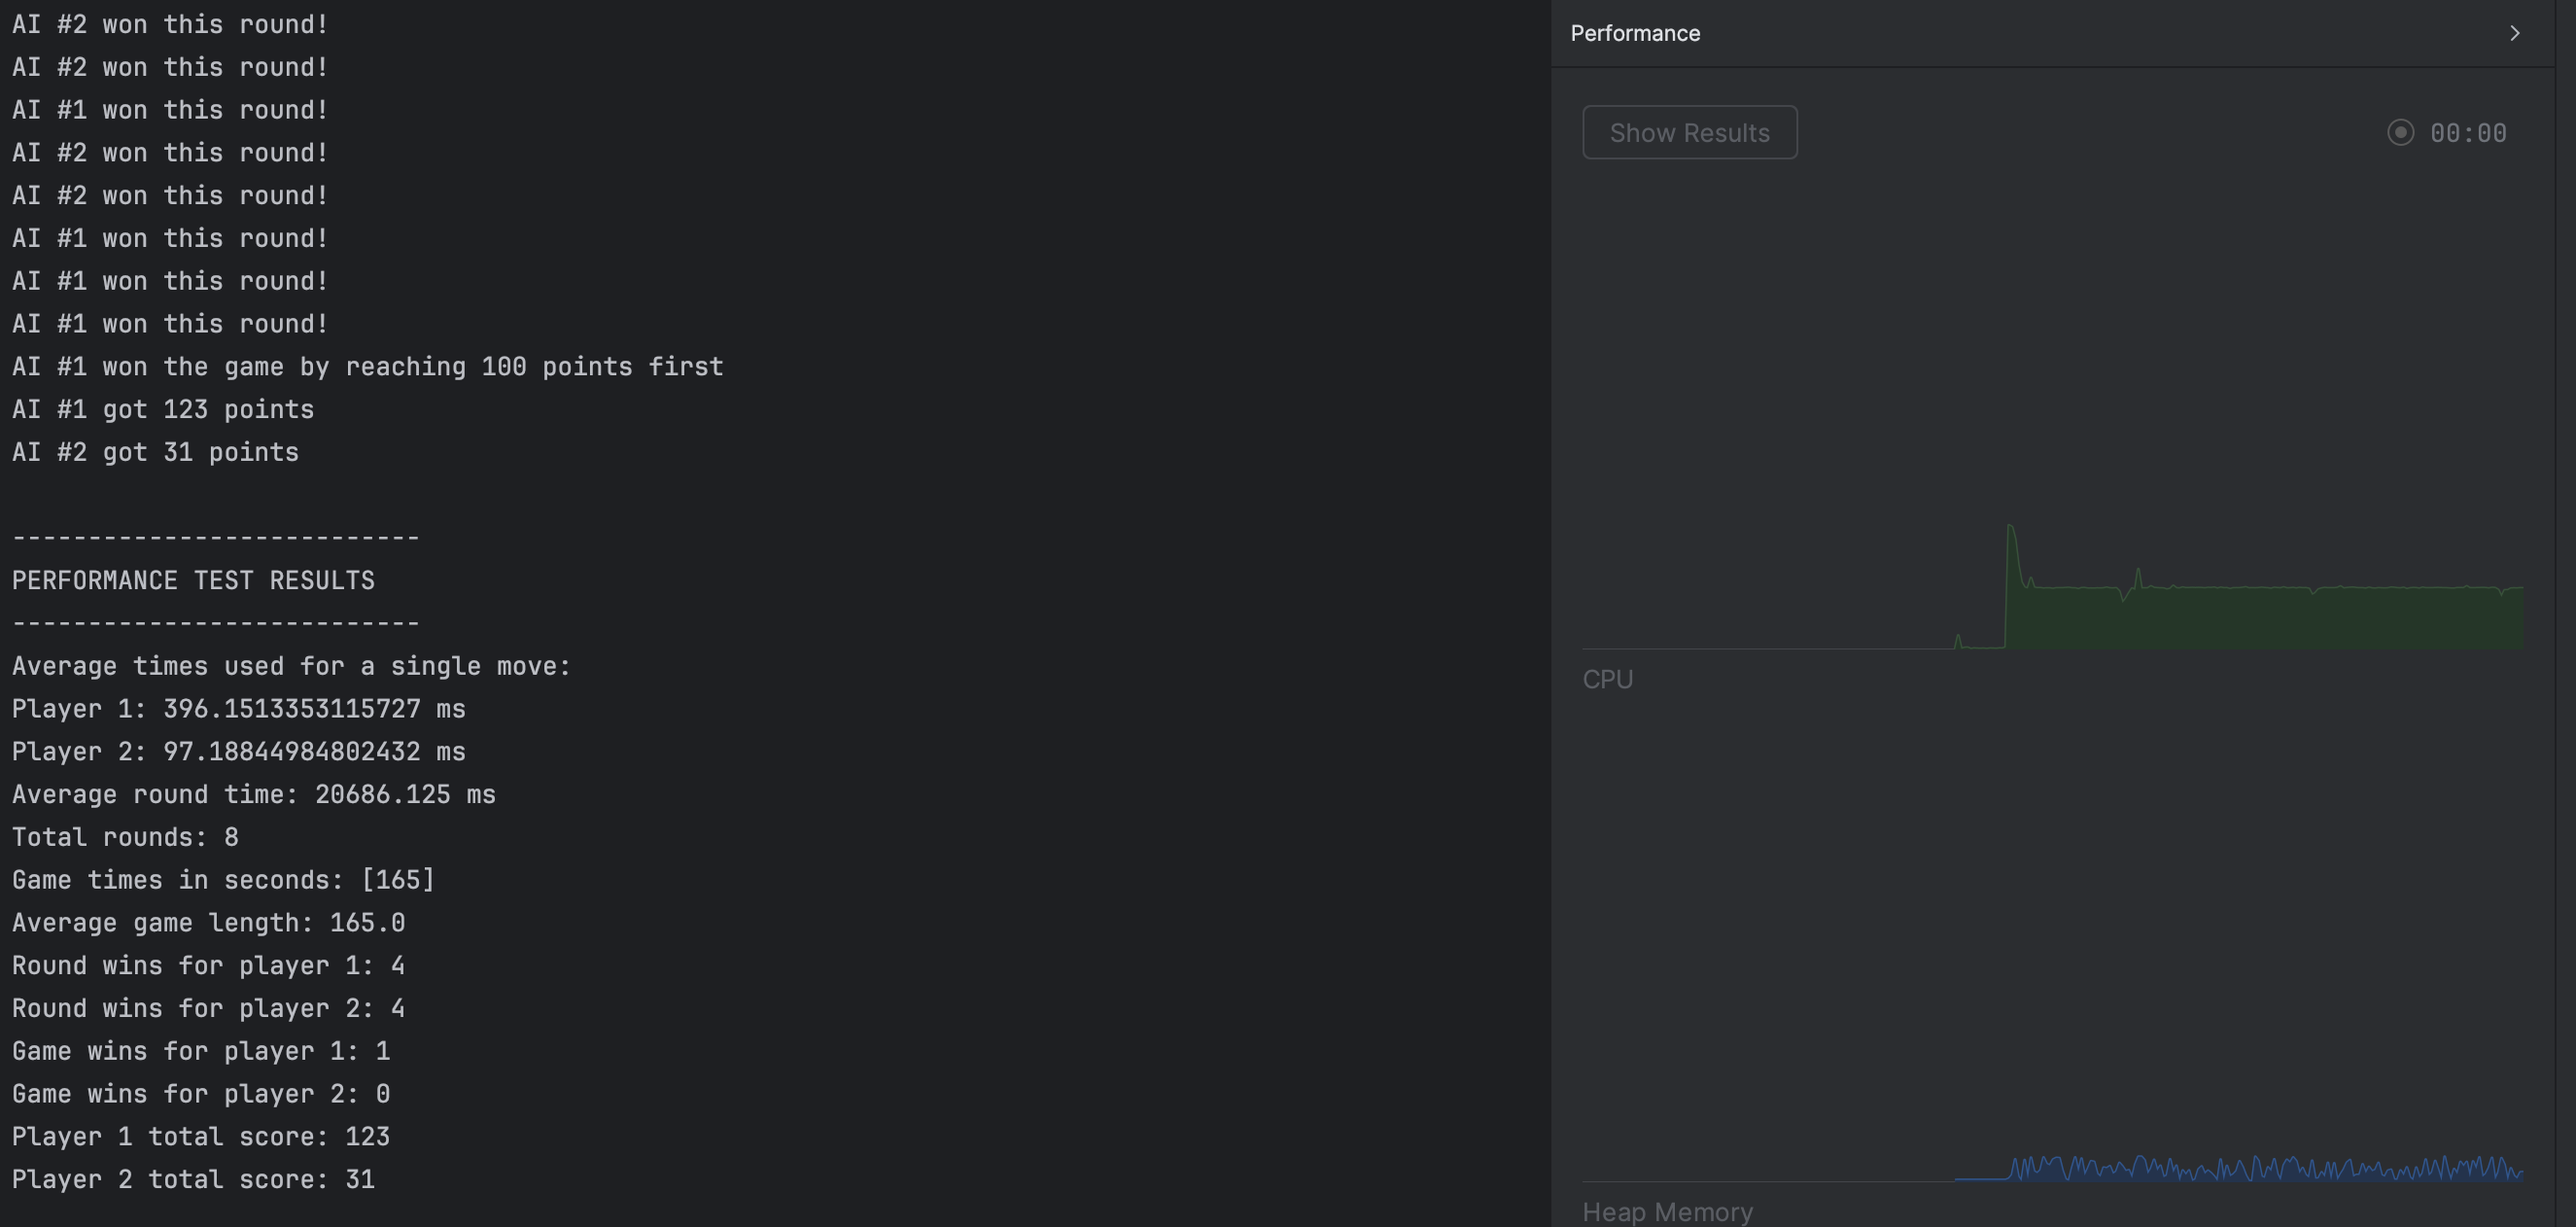 AI #2 won this round!
AI #2 won this round!
AI #1 won this round!
AI #2 won this round!
AI #2 won this round!
AI #1 won this round!
AI #1 won this round!
AI #1 won this round!
AI #1 won the game by reaching 100 points first
AI #1 got 123 points
AI #2 got 31 points
---------------------------
PERFORMANCE TEST RESULTS
---------------------------
Average times used for a single move:
Player 1: 396.1513353115727 ms
Player 2: 97.18844984802432 ms
Average round time: 20686.125 ms
Total rounds: 8
Game times in seconds: [165]
Average game length: 165.0
Round wins for player 1: 4
Round wins for player 2: 4
Game wins for player 1: 1
Game wins for player 2: 0
Player 1 total score: 123
Player 2 total score: 31
Performance
Show Results
00:00
CPU
Heap Memory